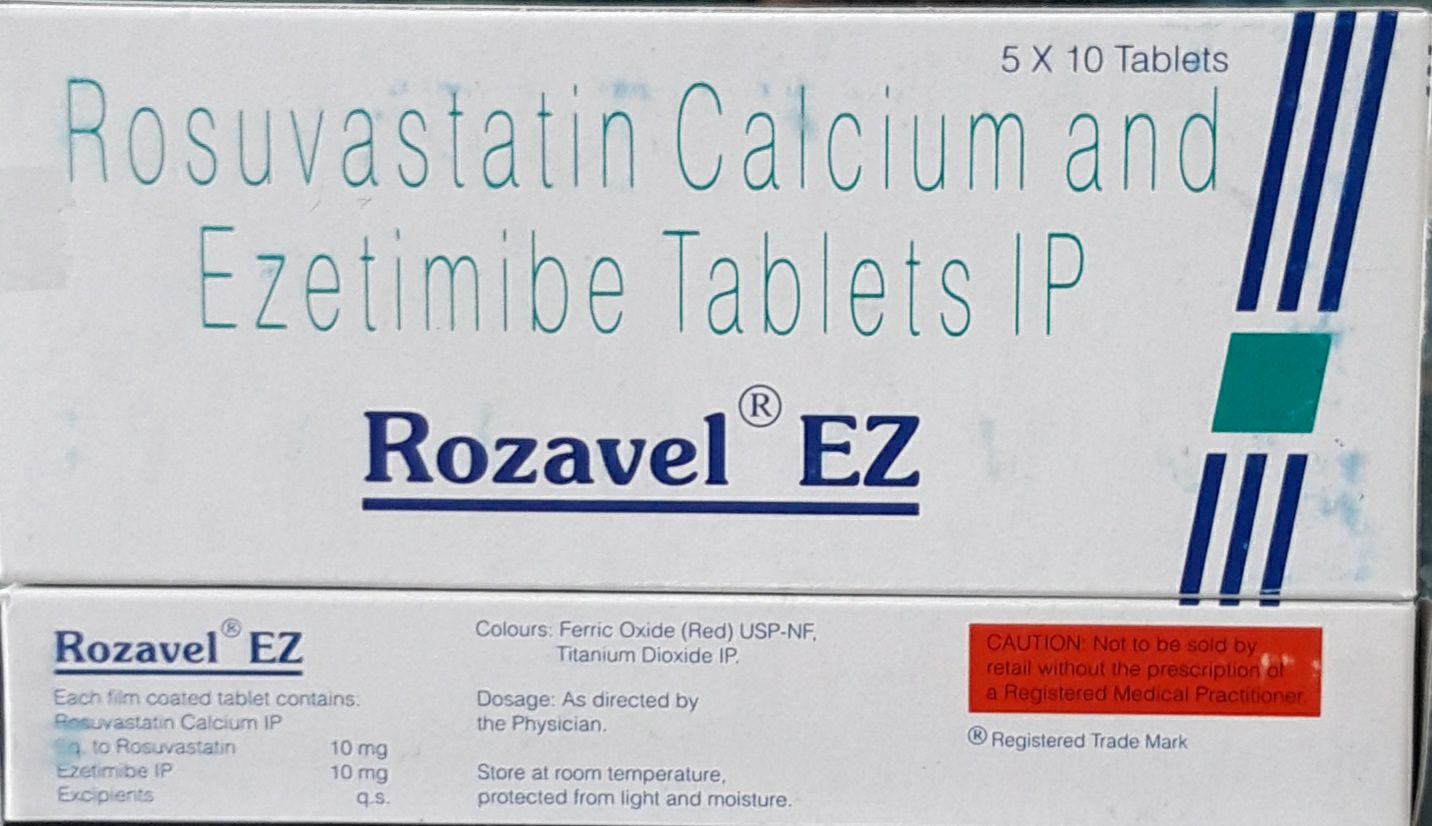 5 X 10 Tablets
Rosuvastatin Calcium and
Ezetimibe Tablets IP
Rozavel® EZ
Rozavel® EZ
Each film coated tablet contains:
Rosuvastatin Calcium IP
Eq. to Rosuvastatin 10 mg
Ezetimibe IP 10 mg
Excipients q.s.
Colours: Ferric Oxide (Red) USP-NF,
Titanium Dioxide IP.
Dosage: As directed by
the Physician.
Store at room temperature,
protected from light and moisture.
CAUTION: Not to be sold by
retail without the prescription of
a Registered Medical Practitioner.
® Registered Trade Mark